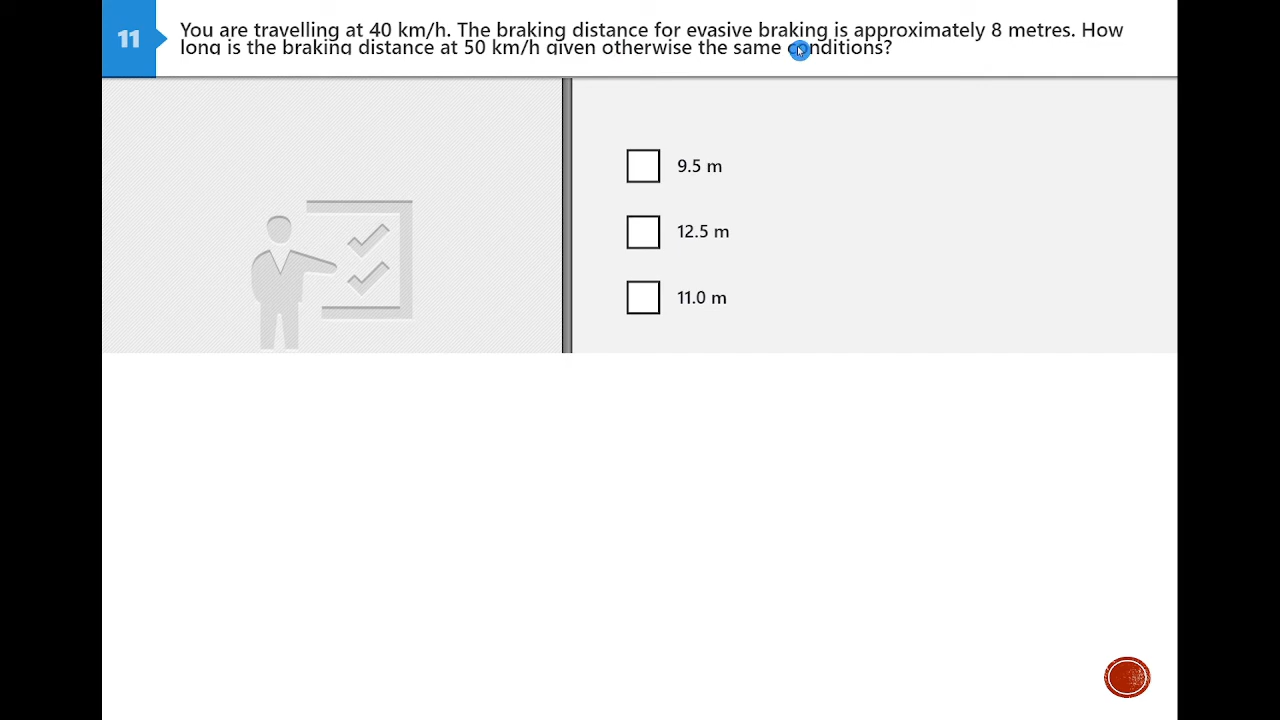 11
You are travelling at 40 km/h. The braking distance for evasive braking is approximately 8 metres. How
long is the braking distance at 50 km/h given otherwise the same conditions?
9.5 m
12.5 m
11.0 m